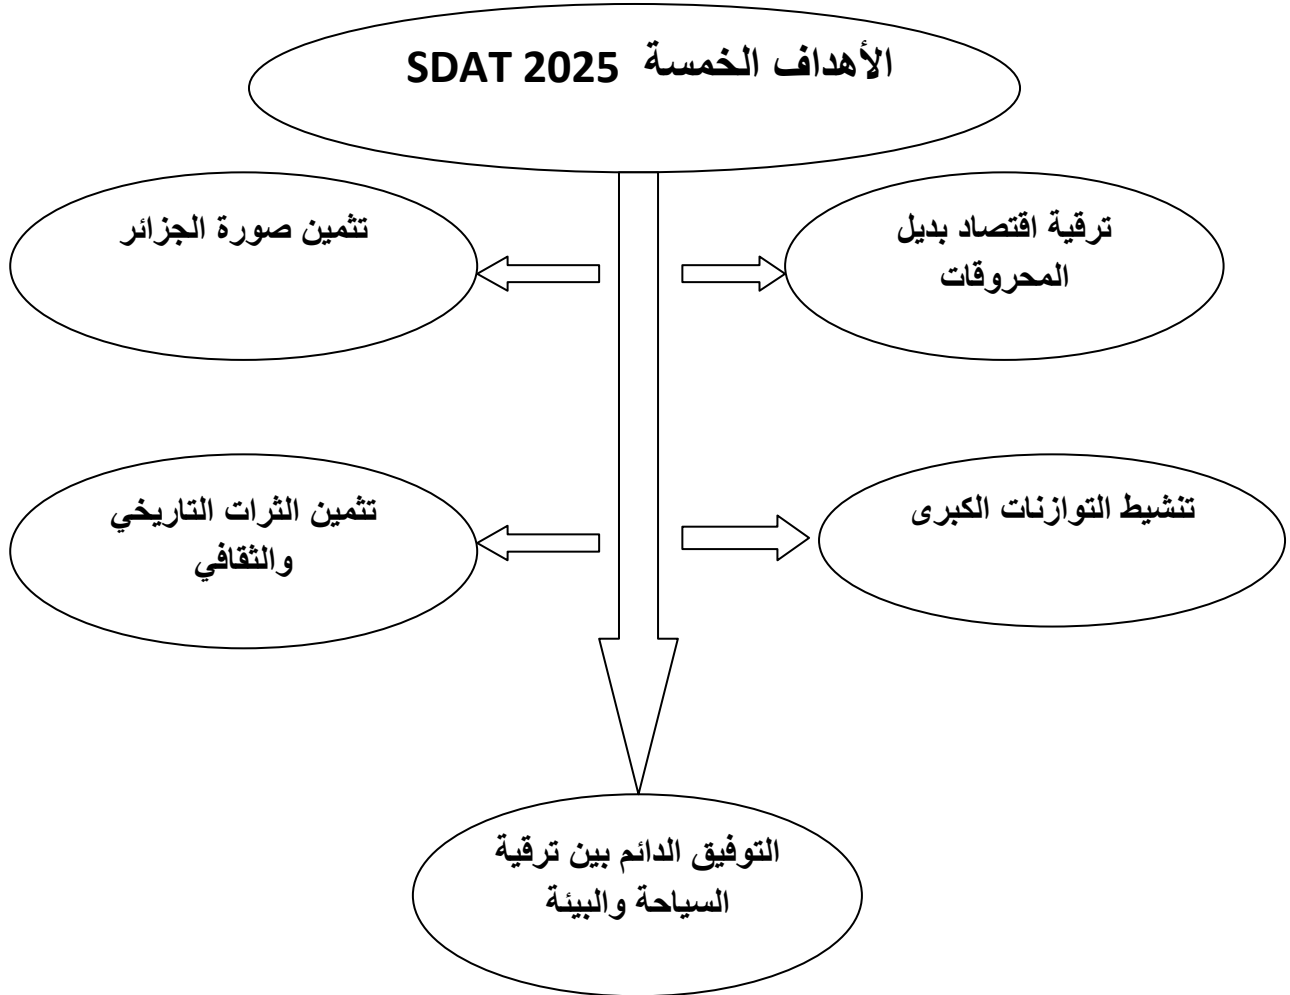 الأهداف الخمسة SDAT 2025
ترقية اقتصاد بديل
المحروقات
تثمين صورة الجزائر
تنشيط التوازنات الكبرى
تثمين الثرات التاريخي
والثقافي
التوفيق الدائم بين ترقية
السياحة والبيئة